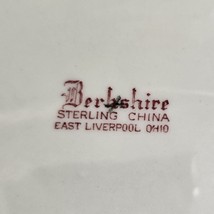 Berkshire
STERLING CHINA
EAST LIVERPOOL OHIO